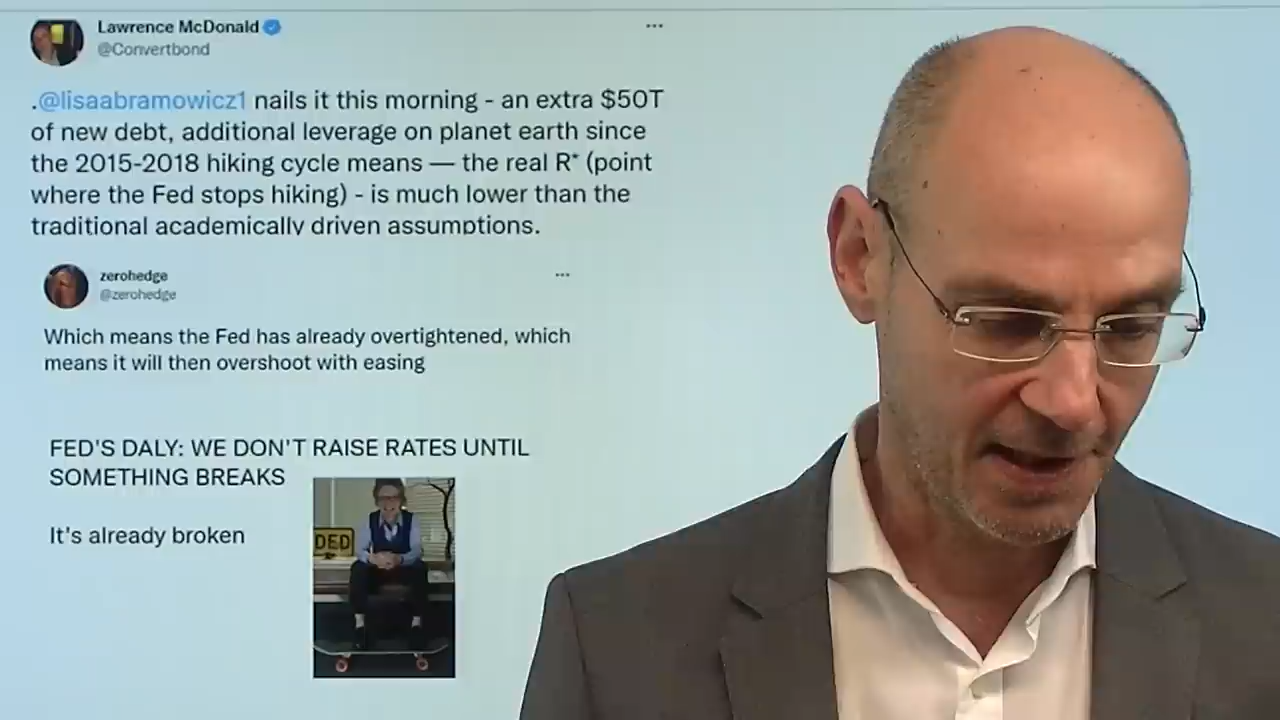 Lawrence McDonald
@Convertbond
.@lisaabramowicz1 nails it this morning - an extra $50T
of new debt, additional leverage on planet earth since
the 2015-2018 hiking cycle means — the real R* (point
where the Fed stops hiking) - is much lower than the
traditional academically driven assumptions.
zerohedge
@zerohedge
Which means the Fed has already overtightened, which
means it will then overshoot with easing
FED'S DALY: WE DON'T RAISE RATES UNTIL
SOMETHING BREAKS
It's already broken
DED